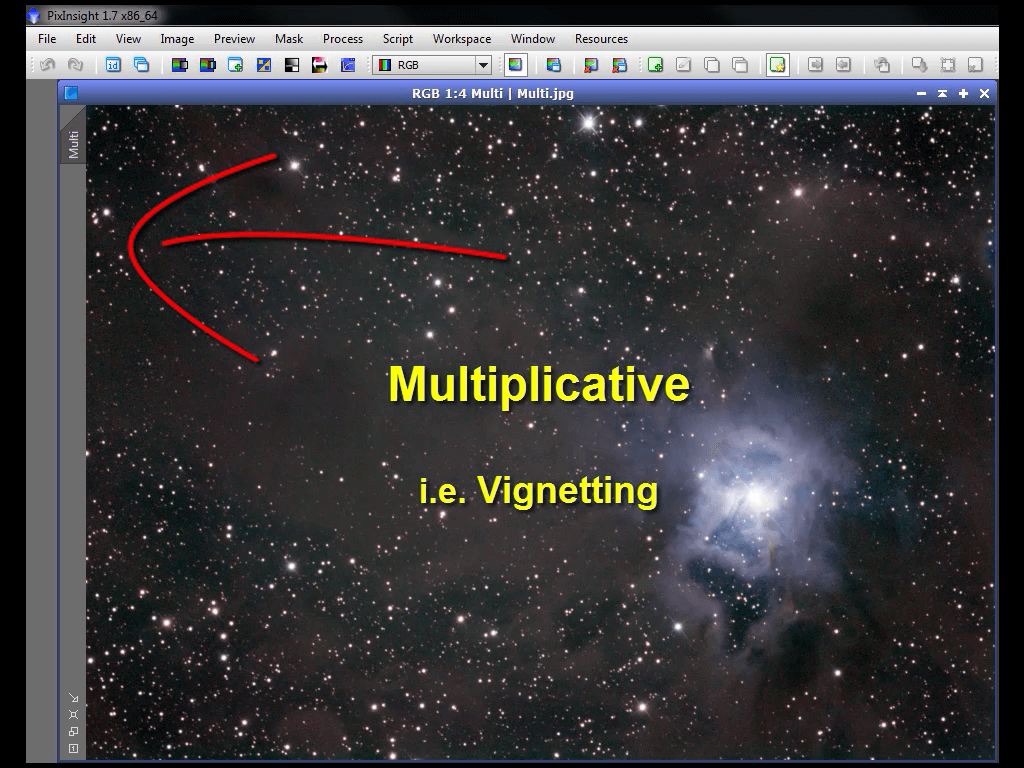 PixInsight 1.7 x86_64
File Edit View Image Preview Mask Process Script Workspace Window Resources
id RGB
RGB 1:4 Multi | Multi.jpg
Multi
Multiplicative
i.e. Vignetting